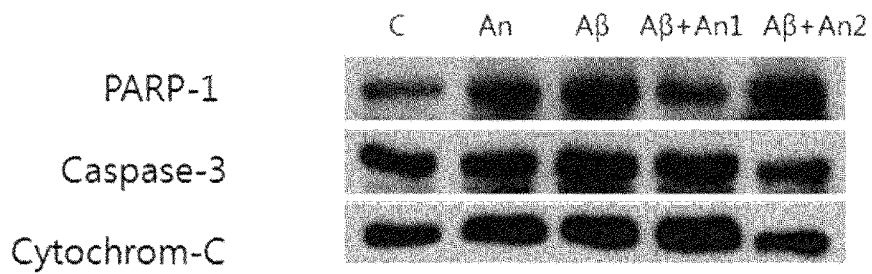 C An Aβ Aβ+An1 Aβ+An2
PARP-1
Caspase-3
Cytochrom-C